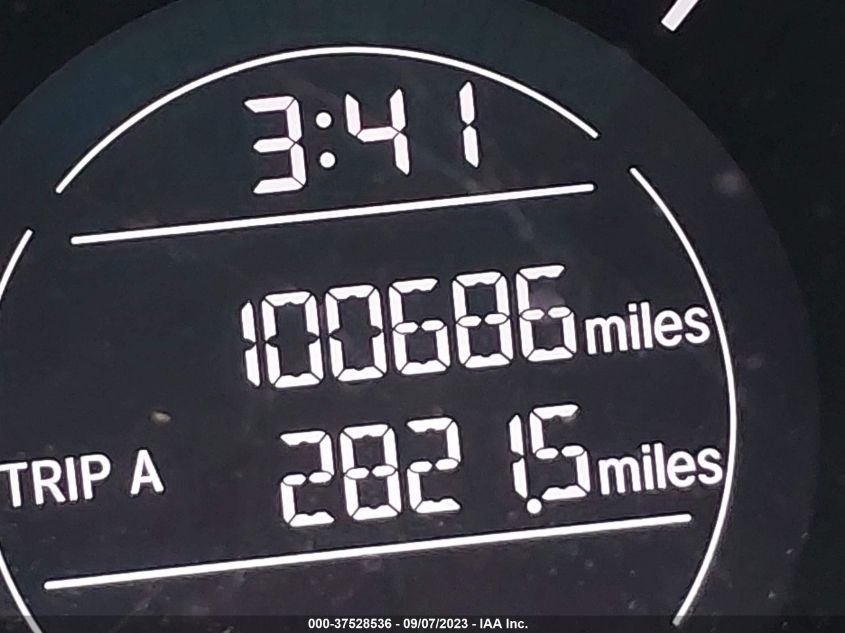 3:41
100686 miles
TRIP A 2821.5 miles
000-37528536 - 09/07/2023 - IAA Inc.